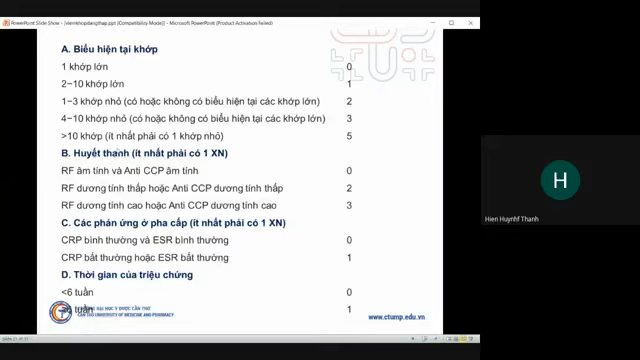 PowerPoint Slide Show - [viemkhopdangthap.ppt [Compatibility Mode]] - Microsoft PowerPoint (Product Activation Failed)
A. Biểu hiện tại khớp
1 khớp lớn 0
2−10 khớp lớn 1
1−3 khớp nhỏ (có hoặc không có biểu hiện tại các khớp lớn) 2
4−10 khớp nhỏ (có hoặc không có biểu hiện tại các khớp lớn) 3
>10 khớp (ít nhất phải có 1 khớp nhỏ) 5
B. Huyết thanh (ít nhất phải có 1 XN)
RF âm tính và Anti CCP âm tính 0
RF dương tính thấp hoặc Anti CCP dương tính thấp 2
RF dương tính cao hoặc Anti CCP dương tính cao 3
C. Các phản ứng ở pha cấp (ít nhất phải có 1 XN)
CRP bình thường và ESR bình thường 0
CRP bất thường hoặc ESR bất thường 1
D. Thời gian của triệu chứng
<6 tuần 0
tuần 1
ĐẠI HỌC Y DƯỢC CẦN THƠ
CAN THO UNIVERSITY OF MEDICINE AND PHARMACY
www.ctump.edu.vn
H
Hien Huynhf Thanh